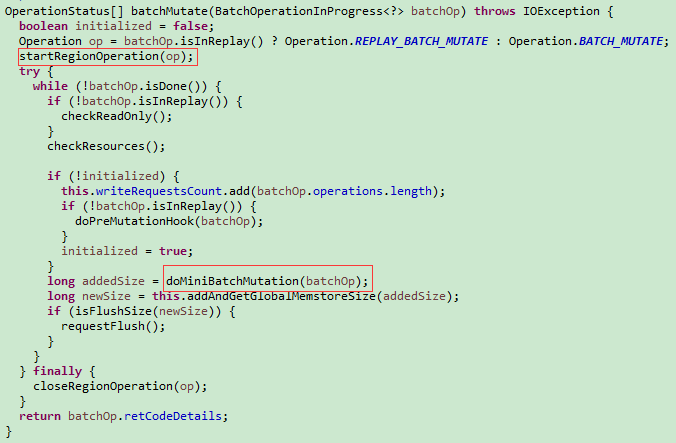 OperationStatus[] batchMutate(BatchOperationInProgress<?> batchOp) throws IOException {
  boolean initialized = false;
  Operation op = batchOp.isInReplay() ? Operation.REPLAY_BATCH_MUTATE : Operation.BATCH_MUTATE;
  startRegionOperation(op);
  try {
    while (!batchOp.isDone()) {
      if (!batchOp.isInReplay()) {
        checkReadOnly();
      }
      checkResources();

      if (!initialized) {
        this.writeRequestsCount.add(batchOp.operations.length);
        if (!batchOp.isInReplay()) {
          doPreMutationHook(batchOp);
        }
        initialized = true;
      }
      long addedSize = doMiniBatchMutation(batchOp);
      long newSize = this.addAndGetGlobalMemstoreSize(addedSize);
      if (isFlushSize(newSize)) {
        requestFlush();
      }
    }
  } finally {
    closeRegionOperation(op);
  }
  return batchOp.retCodeDetails;
}